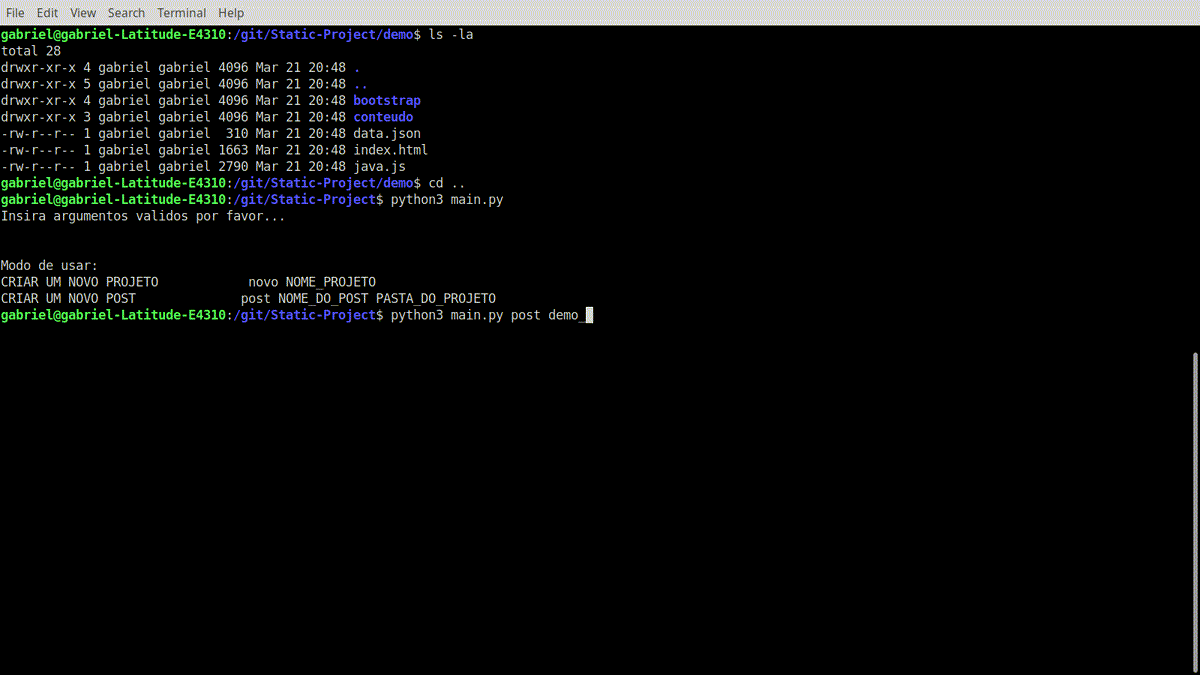 File Edit View Search Terminal Help
gabriel@gabriel-Latitude-E4310:/git/Static-Project/demo$ ls -la
total 28
drwxr-xr-x 4 gabriel gabriel 4096 Mar 21 20:48 .
drwxr-xr-x 5 gabriel gabriel 4096 Mar 21 20:48 ..
drwxr-xr-x 4 gabriel gabriel 4096 Mar 21 20:48 bootstrap
drwxr-xr-x 3 gabriel gabriel 4096 Mar 21 20:48 conteudo
-rw-r--r-- 1 gabriel gabriel  310 Mar 21 20:48 data.json
-rw-r--r-- 1 gabriel gabriel 1663 Mar 21 20:48 index.html
-rw-r--r-- 1 gabriel gabriel 2790 Mar 21 20:48 java.js
gabriel@gabriel-Latitude-E4310:/git/Static-Project/demo$ cd ..
gabriel@gabriel-Latitude-E4310:/git/Static-Project$ python3 main.py
Insira argumentos validos por favor...
Modo de usar:
CRIAR UM NOVO PROJETO            novo NOME_PROJETO
CRIAR UM NOVO POST              post NOME_DO_POST PASTA_DO_PROJETO
gabriel@gabriel-Latitude-E4310:/git/Static-Project$ python3 main.py post demo_